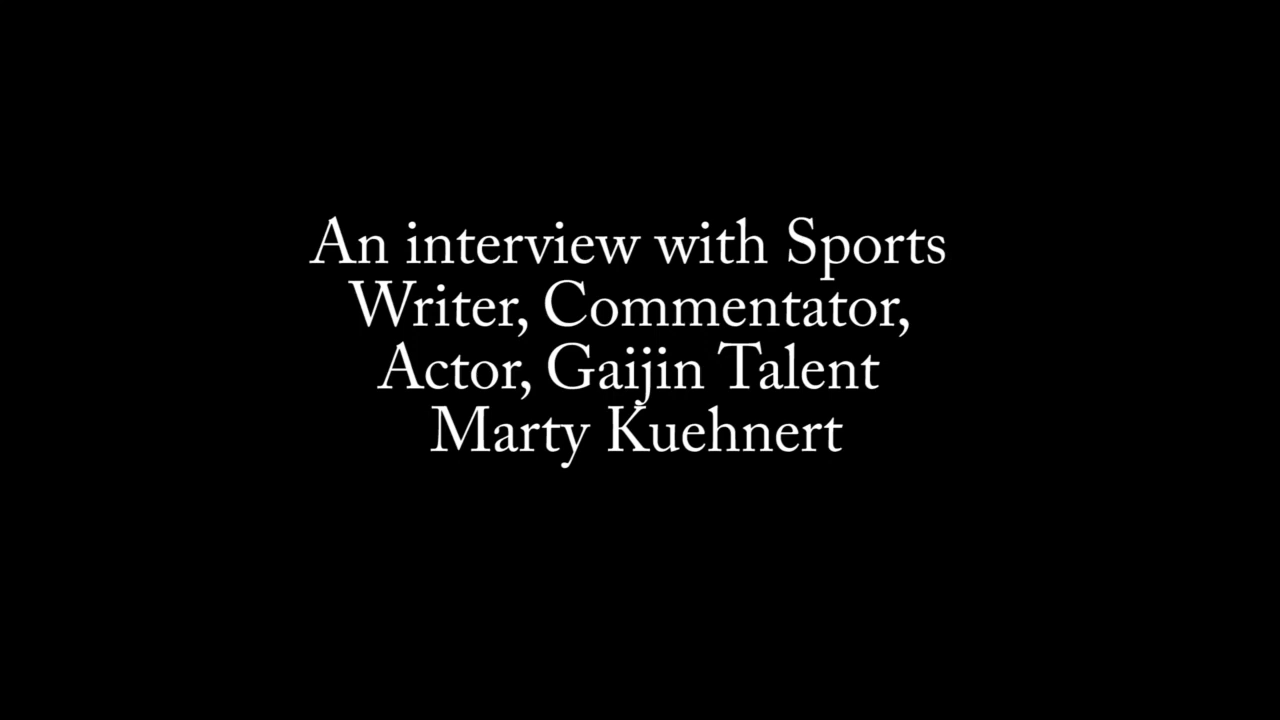 An interview with Sports
Writer, Commentator,
Actor, Gaijin Talent
Marty Kuehnert